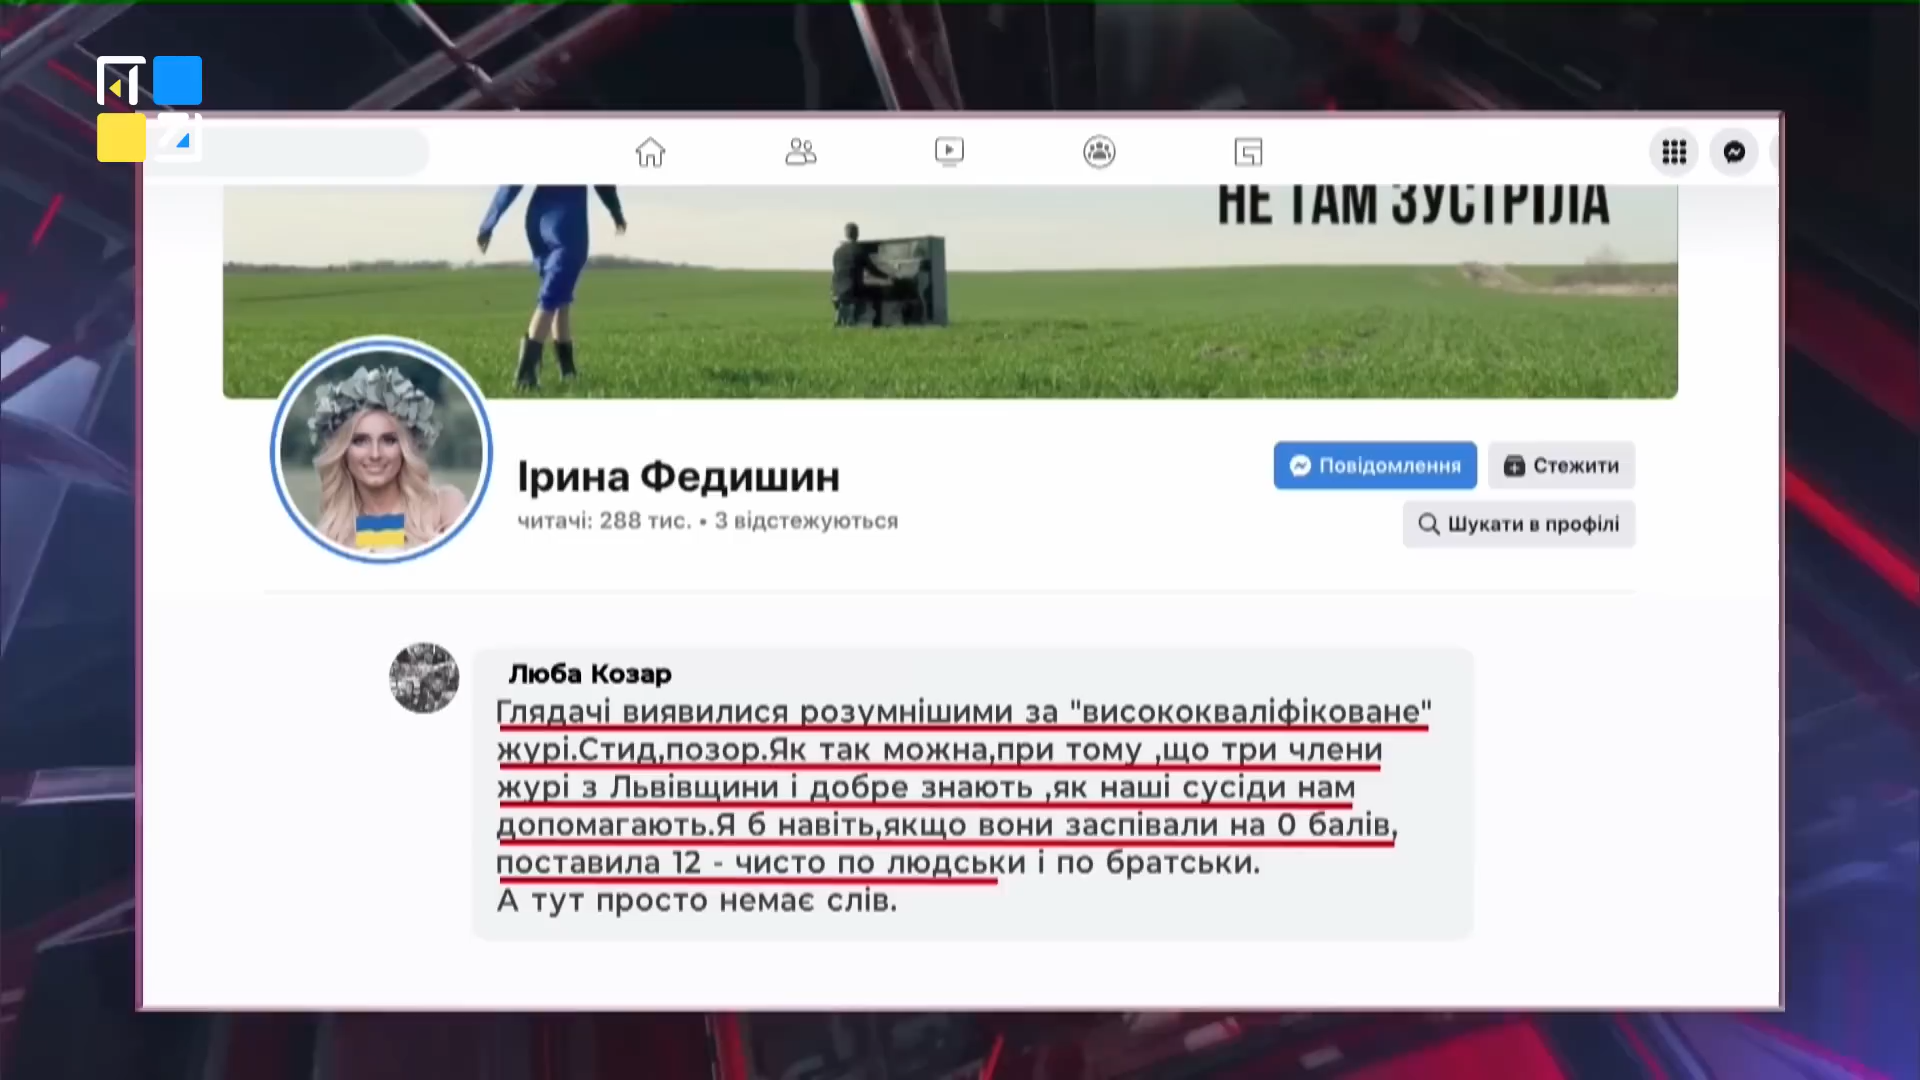 НЕ ТАМ ЗУСТРІЛА
Ірина Федишин
читачі: 288 тис. • 3 відстежуються
Повідомлення
Стежити
Шукати в профілі
Люба Козар
Глядачі виявилися розумнішими за "висококваліфіковане"
журі.Стид,позор.Як так можна,при тому ,що три члени
журі з Львівщини і добре знають ,як наші сусіди нам
допомагають.Я б навіть,якщо вони заспівали на 0 балів,
поставила 12 - чисто по людськи і по братськи.
А тут просто немає слів.